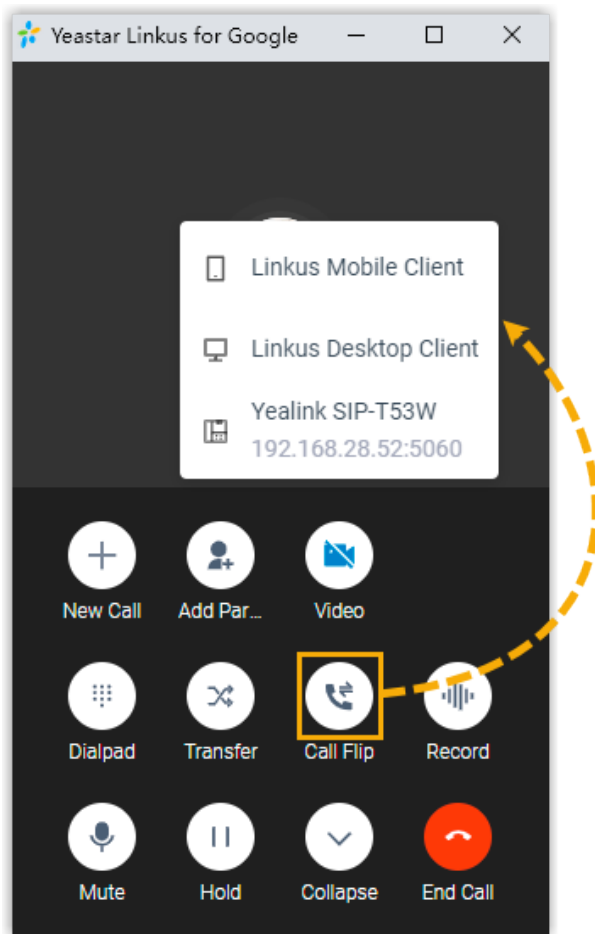 Yeastar Linkus for Google
Linkus Mobile Client
Linkus Desktop Client
Yealink SIP-T53W
192.168.28.52:5060
New Call
Add Par...
Video
Dialpad
Transfer
Call Flip
Record
Mute
Hold
Collapse
End Call